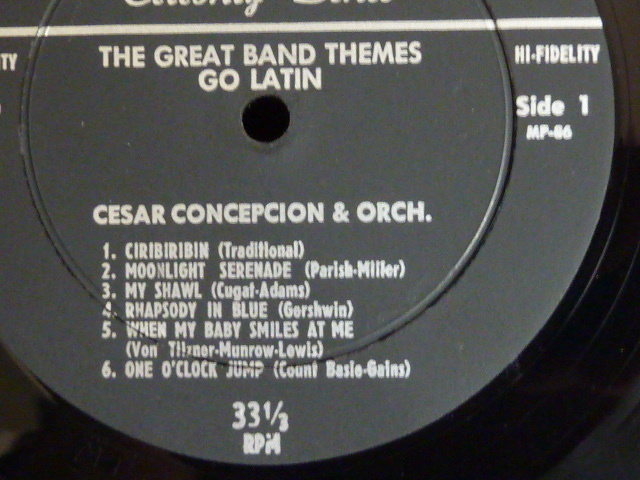 TY
THE GREAT BAND THEMES
GO LATIN
HI-FIDELITY
Side 1
MP-86
CESAR CONCEPCION & ORCH.
1. CIRIBIRIBIN (Traditional)
2. MOONLIGHT SERENADE (Parish-Miller)
3. MY SHAWL (Cugat-Adams)
4. RHAPSODY IN BLUE (Gershwin)
5. WHEN MY BABY SMILES AT ME
(Von Tilzner-Munrow-Lewis)
6. ONE O'CLOCK JUMP (Count Basie-Gains)
33⅓
RPM